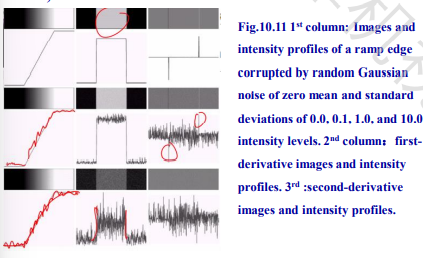 Fig.10.11 1st column: Images and
intensity profiles of a ramp edge
corrupted by random Gaussian
noise of zero mean and standard
deviations of 0.0, 0.1, 1.0, and 10.0
intensity levels. 2nd column： first-
derivative images and intensity
profiles. 3rd :second-derivative
images and intensity profiles.